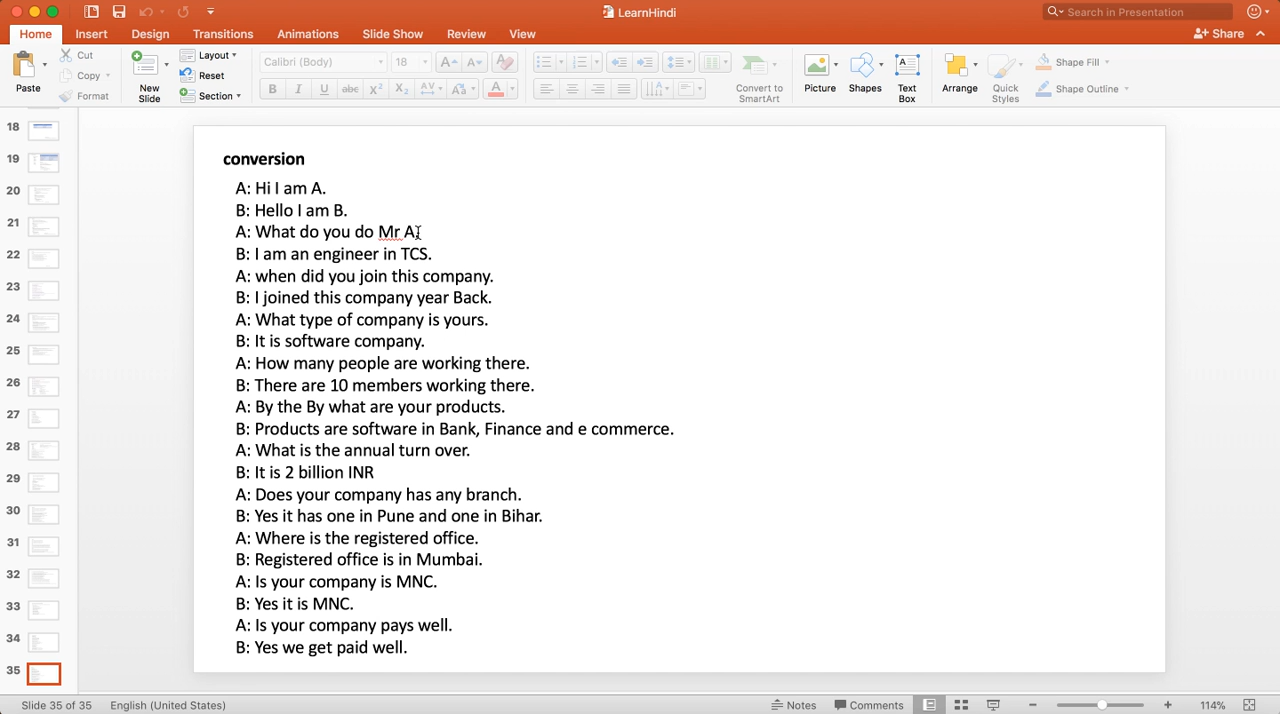 LearnHindi
Search in Presentation
Home Insert Design Transitions Animations Slide Show Review View Share
Paste Cut Copy Format New Slide Layout Reset Section Calibri (Body) 18 Convert to SmartArt Picture Shapes Text Box Arrange Quick Styles Shape Fill Shape Outline
18
19
20
21
22
23
24
25
26
27
28
29
30
31
32
33
34
35
conversion
A: Hi I am A.
B: Hello I am B.
A: What do you do Mr A.
B: I am an engineer in TCS.
A: when did you join this company.
B: I joined this company year Back.
A: What type of company is yours.
B: It is software company.
A: How many people are working there.
B: There are 10 members working there.
A: By the By what are your products.
B: Products are software in Bank, Finance and e commerce.
A: What is the annual turn over.
B: It is 2 billion INR
A: Does your company has any branch.
B: Yes it has one in Pune and one in Bihar.
A: Where is the registered office.
B: Registered office is in Mumbai.
A: Is your company is MNC.
B: Yes it is MNC.
A: Is your company pays well.
B: Yes we get paid well.
Slide 35 of 35 English (United States) Notes Comments 114%